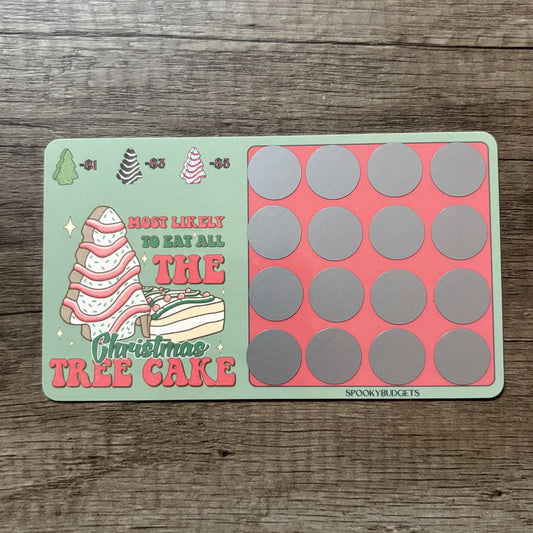 -$1 -$3 -$5
MOST LIKELY
TO EAT ALL
THE
Christmas
TREE CAKE
SPOOKYBUDGETS